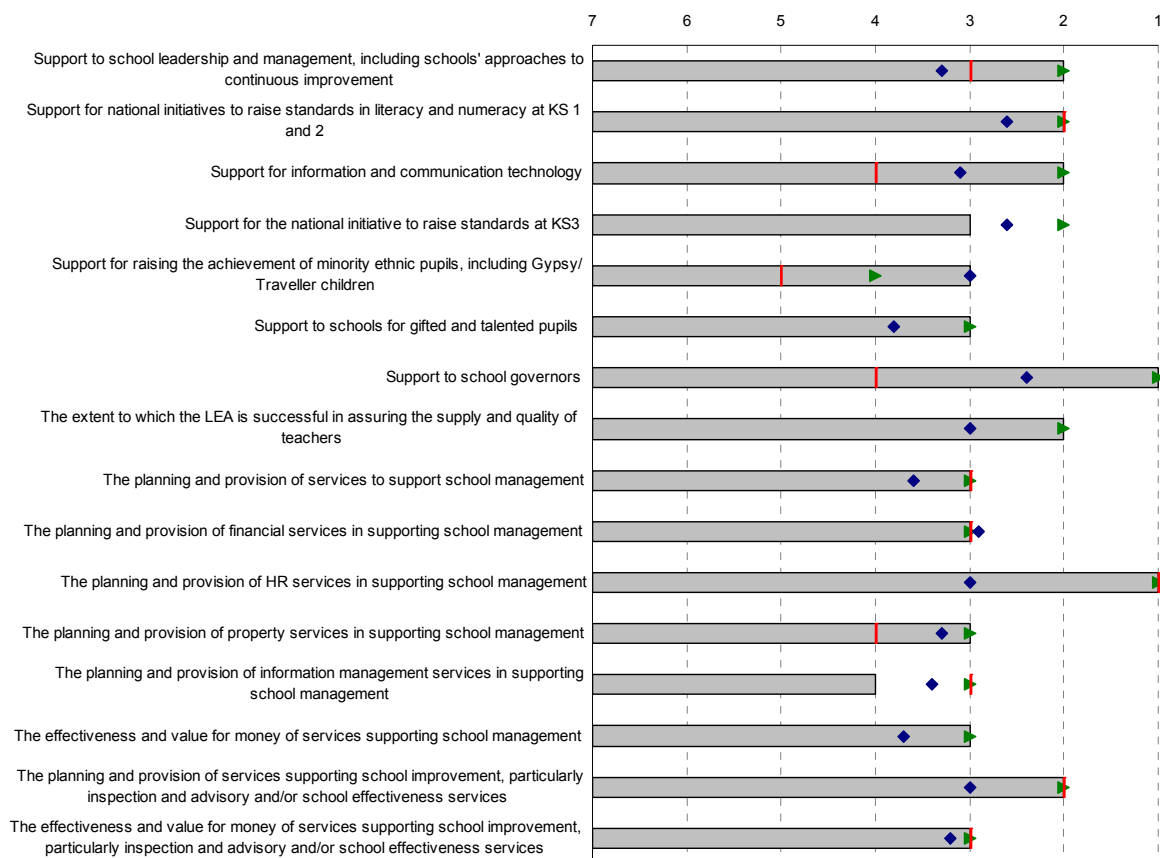 7 6 5 4 3 2 1
Support to school leadership and management, including schools' approaches to
continuous improvement
Support for national initiatives to raise standards in literacy and numeracy at KS 1
and 2
Support for information and communication technology
Support for the national initiative to raise standards at KS3
Support for raising the achievement of minority ethnic pupils, including Gypsy/
Traveller children
Support to schools for gifted and talented pupils
Support to school governors
The extent to which the LEA is successful in assuring the supply and quality of
teachers
The planning and provision of services to support school management
The planning and provision of financial services in supporting school management
The planning and provision of HR services in supporting school management
The planning and provision of property services in supporting school management
The planning and provision of information management services in supporting
school management
The effectiveness and value for money of services supporting school management
The planning and provision of services supporting school improvement, particularly
inspection and advisory and/or school effectiveness services
The effectiveness and value for money of services supporting school improvement,
particularly inspection and advisory and/or school effectiveness services